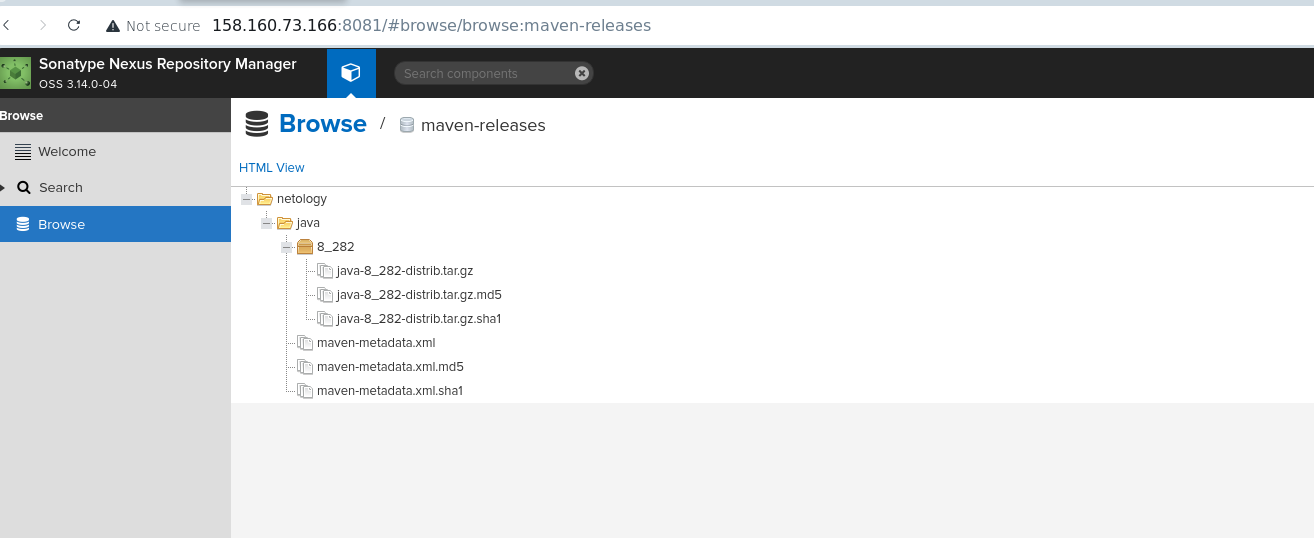 Not secure 158.160.73.166:8081/#browse/browse:maven-releases
Sonatype Nexus Repository Manager
OSS 3.14.0-04
Search components
Browse
Browse / maven-releases
Welcome
HTML View
Search
Browse
netology
java
8_282
java-8_282-distrib.tar.gz
java-8_282-distrib.tar.gz.md5
java-8_282-distrib.tar.gz.sha1
maven-metadata.xml
maven-metadata.xml.md5
maven-metadata.xml.sha1